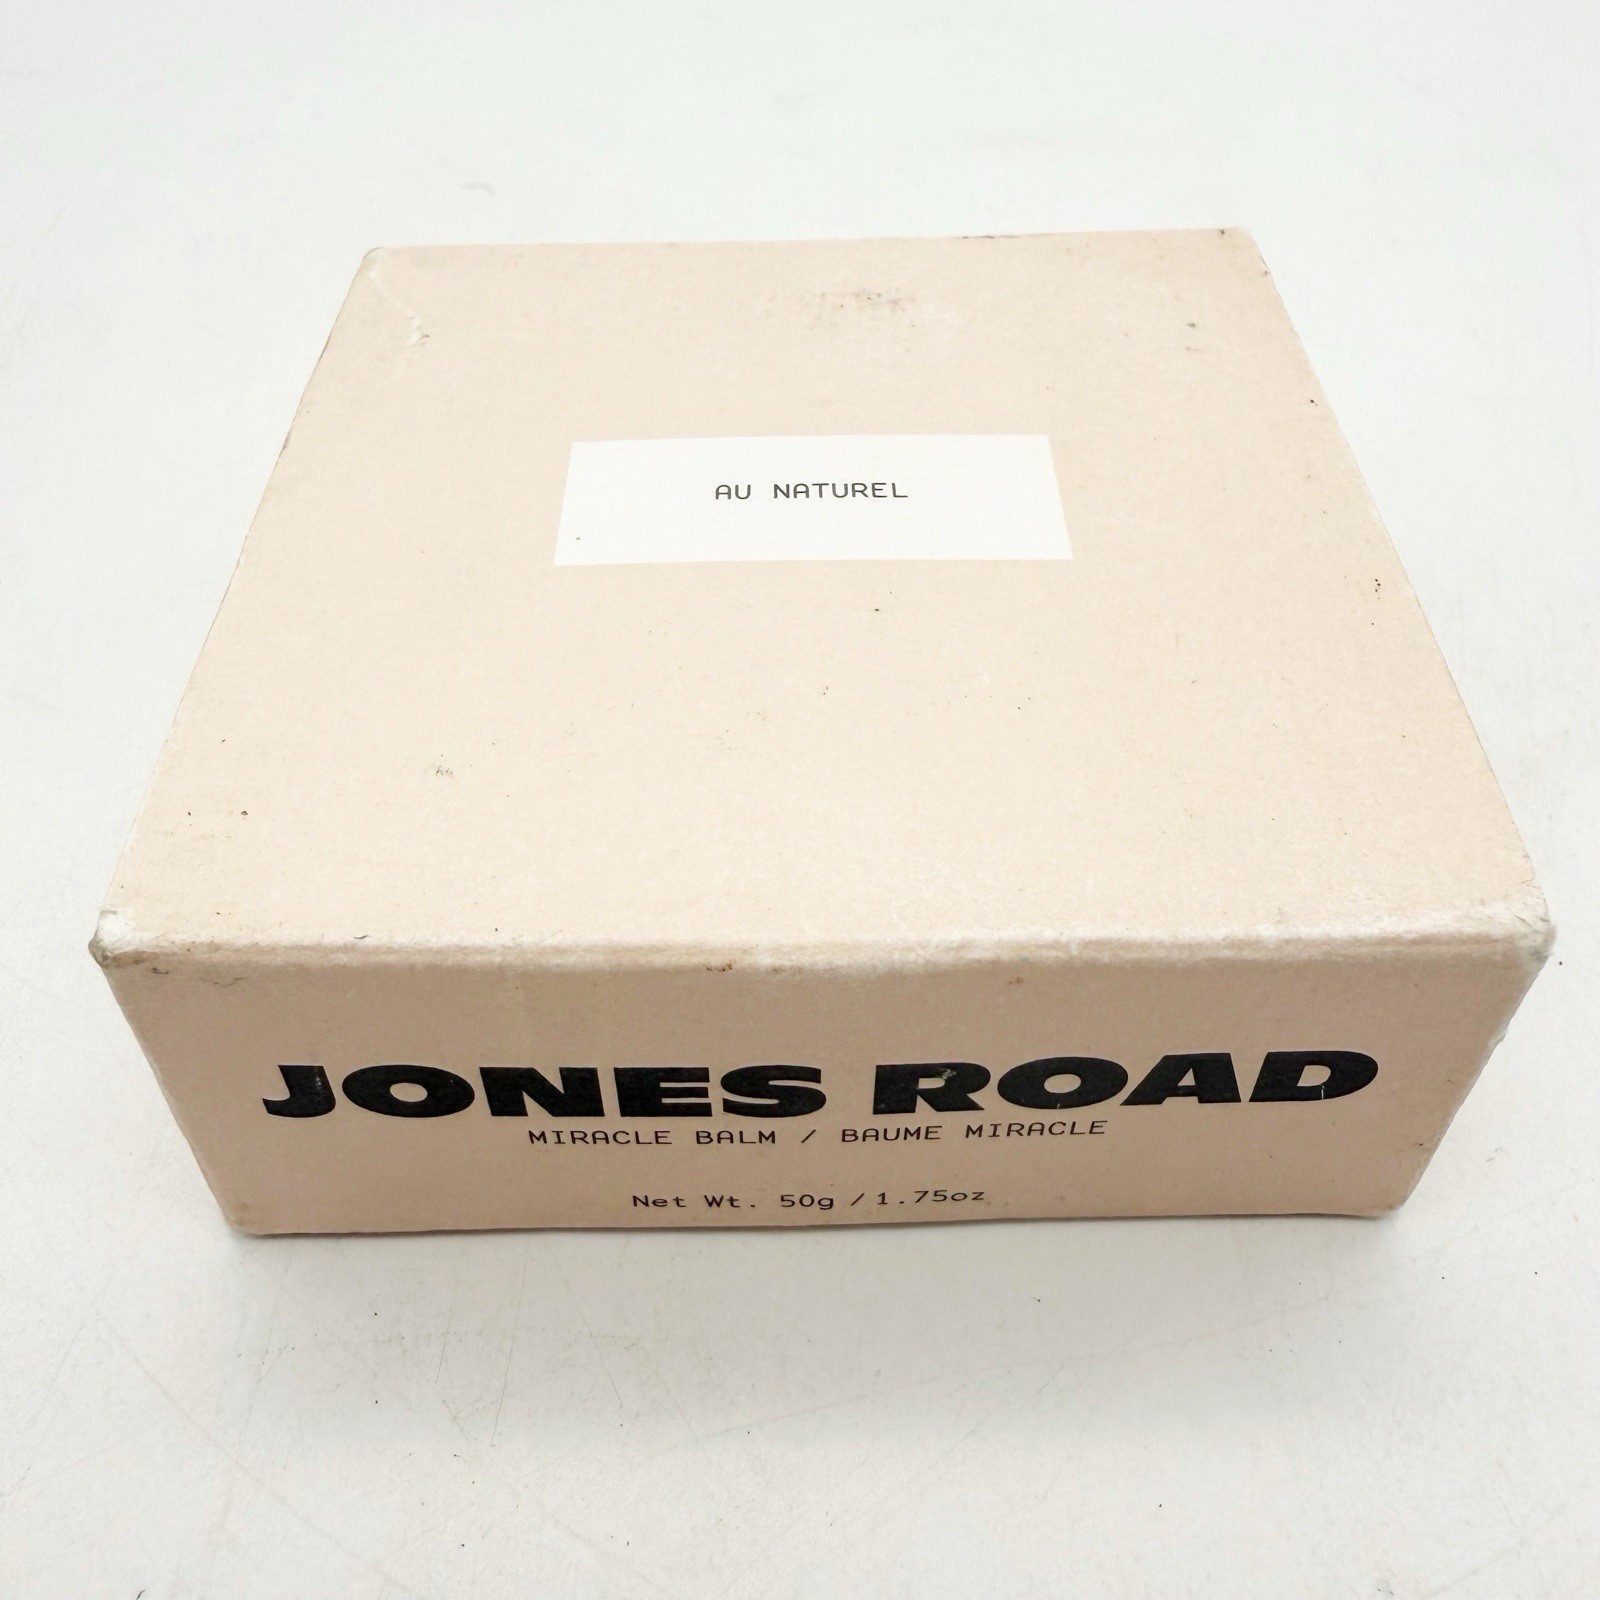 AU NATUREL
JONES ROAD
MIRACLE BALM / BAUME MIRACLE
Net Wt. 50g / 1.75oz